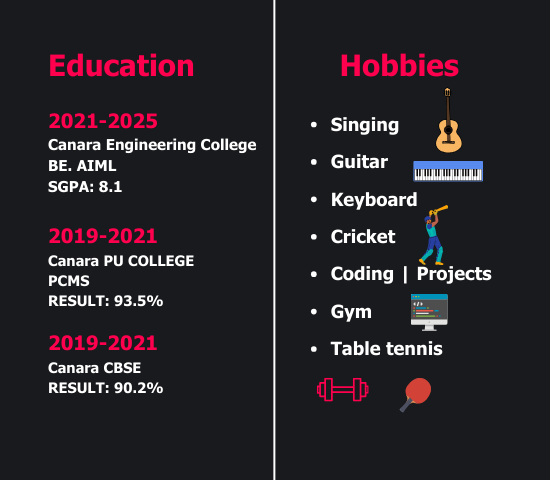 Education
2021-2025
Canara Engineering College
BE. AIML
SGPA: 8.1
2019-2021
Canara PU COLLEGE
PCMS
RESULT: 93.5%
2019-2021
Canara CBSE
RESULT: 90.2%
Hobbies
• Singing
• Guitar
• Keyboard
• Cricket
• Coding | Projects
• Gym
• Table tennis